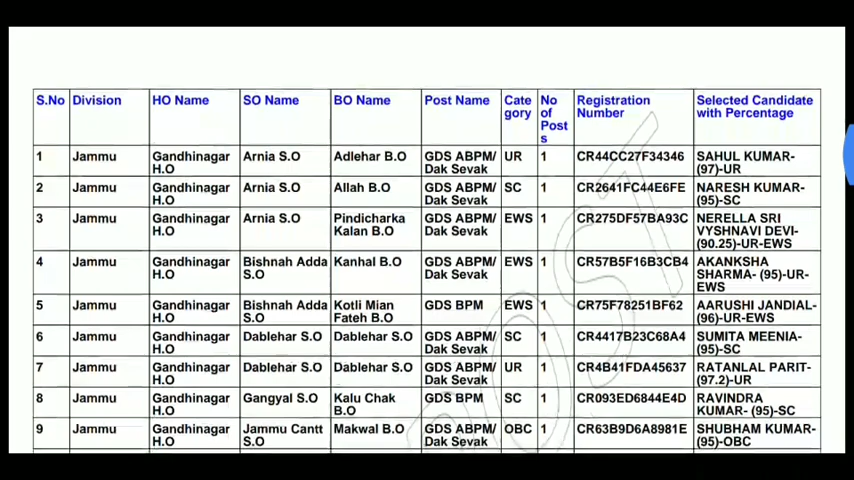 S.No Division HO Name SO Name BO Name Post Name Cate gory No of Post s Registration Number Selected Candidate with Percentage
1 Jammu Gandhinagar H.O Arnia S.O Adlehar B.O GDS ABPM/ Dak Sevak UR 1 CR44CC27F34346 SAHUL KUMAR- (97)-UR
2 Jammu Gandhinagar H.O Arnia S.O Allah B.O GDS ABPM/ Dak Sevak SC 1 CR2641FC44E6FE NARESH KUMAR- (95)-SC
3 Jammu Gandhinagar H.O Arnia S.O Pindicharka Kalan B.O GDS ABPM/ Dak Sevak EWS 1 CR275DF57BA93C NERELLA SRI VYSHNAVI DEVI- (90.25)-UR-EWS
4 Jammu Gandhinagar H.O Bishnah Adda S.O Kanhal B.O GDS ABPM/ Dak Sevak EWS 1 CR57B5F16B3CB4 AKANKSHA SHARMA- (95)-UR- EWS
5 Jammu Gandhinagar H.O Bishnah Adda S.O Kotli Mian Fateh B.O GDS BPM EWS 1 CR75F78251BF62 AARUSHI JANDIAL- (96)-UR-EWS
6 Jammu Gandhinagar H.O Dablehar S.O Dablehar S.O GDS ABPM/ Dak Sevak SC 1 CR4417B23C68A4 SUMITA MEENIA- (95)-SC
7 Jammu Gandhinagar H.O Dablehar S.O Dablehar S.O GDS ABPM/ Dak Sevak UR 1 CR4B41FDA45637 RATANLAL PARIT- (97.2)-UR
8 Jammu Gandhinagar H.O Gangyal S.O Kalu Chak B.O GDS BPM SC 1 CR093ED6844E4D RAVINDRA KUMAR- (95)-SC
9 Jammu Gandhinagar H.O Jammu Cantt S.O Makwal B.O GDS ABPM/ Dak Sevak OBC 1 CR63B9D6A8981E SHUBHAM KUMAR- (95)-OBC